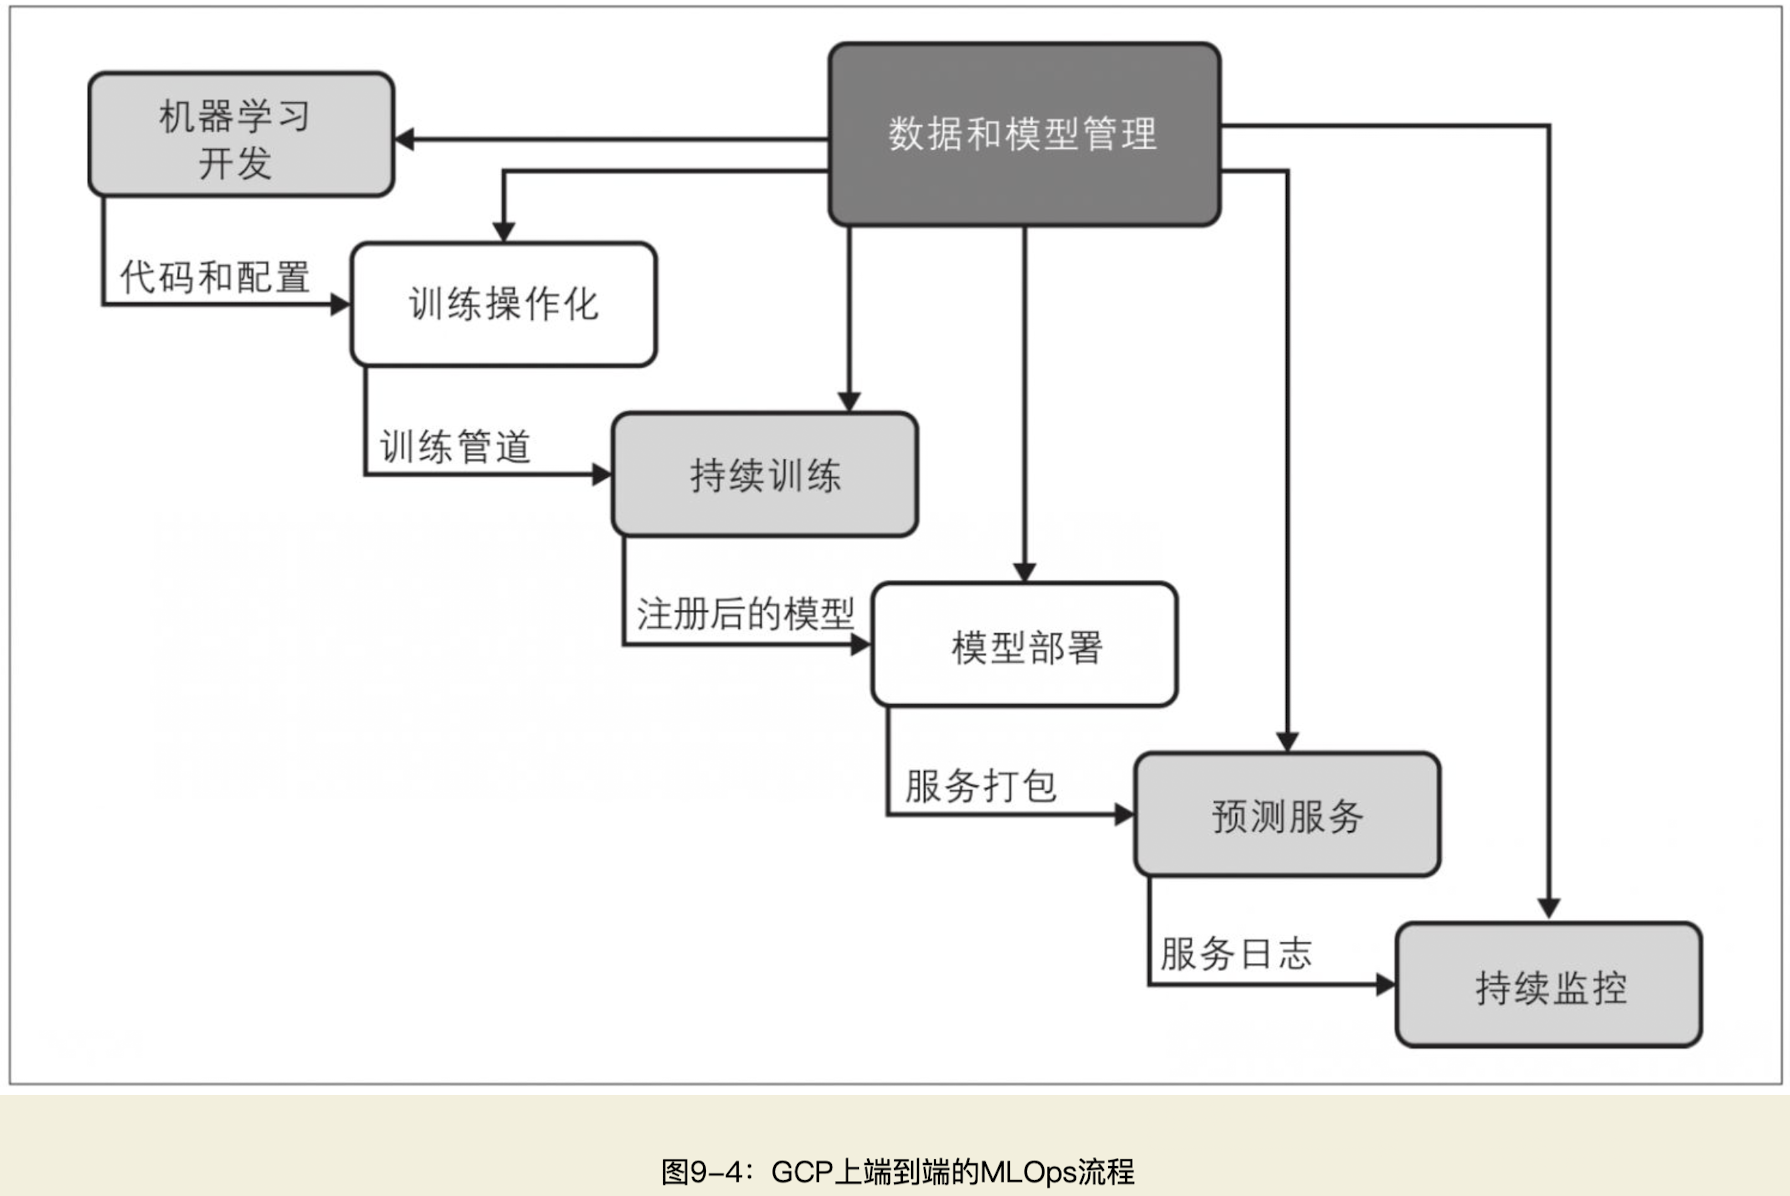 数据和模型管理
机器学习
开发
代码和配置
训练操作化
训练管道
持续训练
注册后的模型
模型部署
服务打包
预测服务
服务日志
持续监控
图9-4：GCP上端到端的MLOps流程